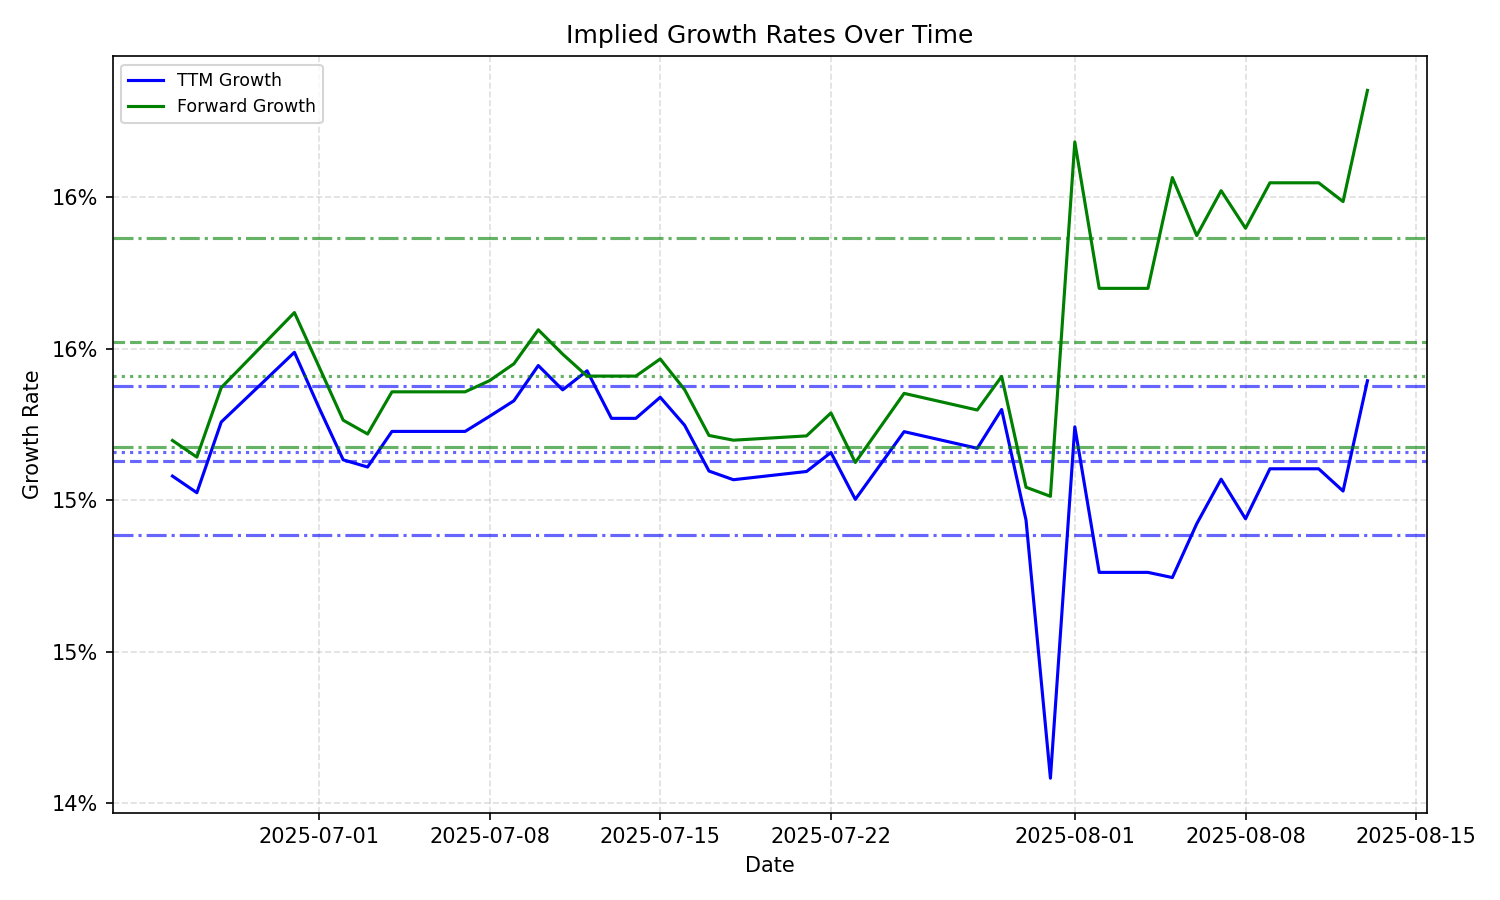 Implied Growth Rates Over Time
TTM Growth
Forward Growth
16%
16%
15%
15%
14%
Growth Rate
2025-07-01
2025-07-08
2025-07-15
2025-07-22
2025-08-01
2025-08-08
2025-08-15
Date